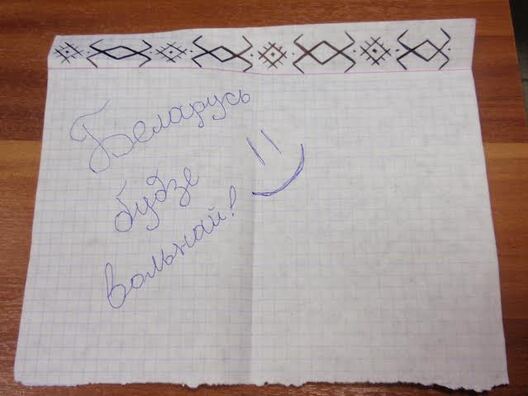 Беларусь
будзе
вольнай!